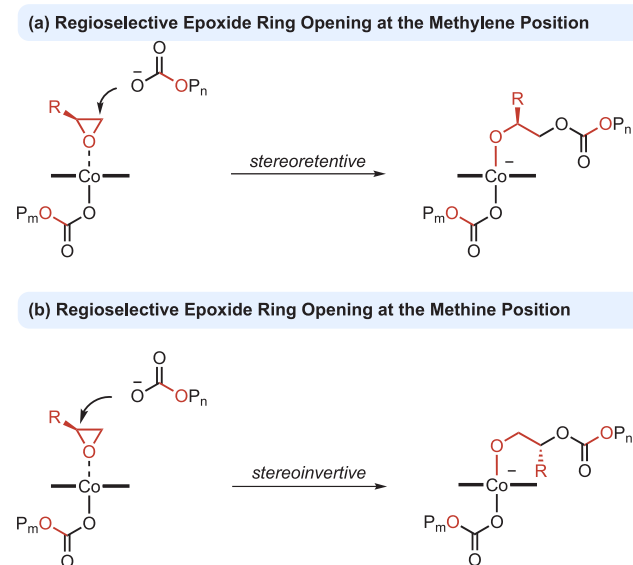 (a) Regioselective Epoxide Ring Opening at the Methylene Position
O
−
O
OPn
R
O
Co
O
PmO
O
stereoretentive
R
O
O
OPn
O
−
Co
O
PmO
O
(b) Regioselective Epoxide Ring Opening at the Methine Position
O
−
O
OPn
R
O
Co
O
PmO
O
stereoinvertive
O
O
OPn
R
O
−
Co
O
PmO
O